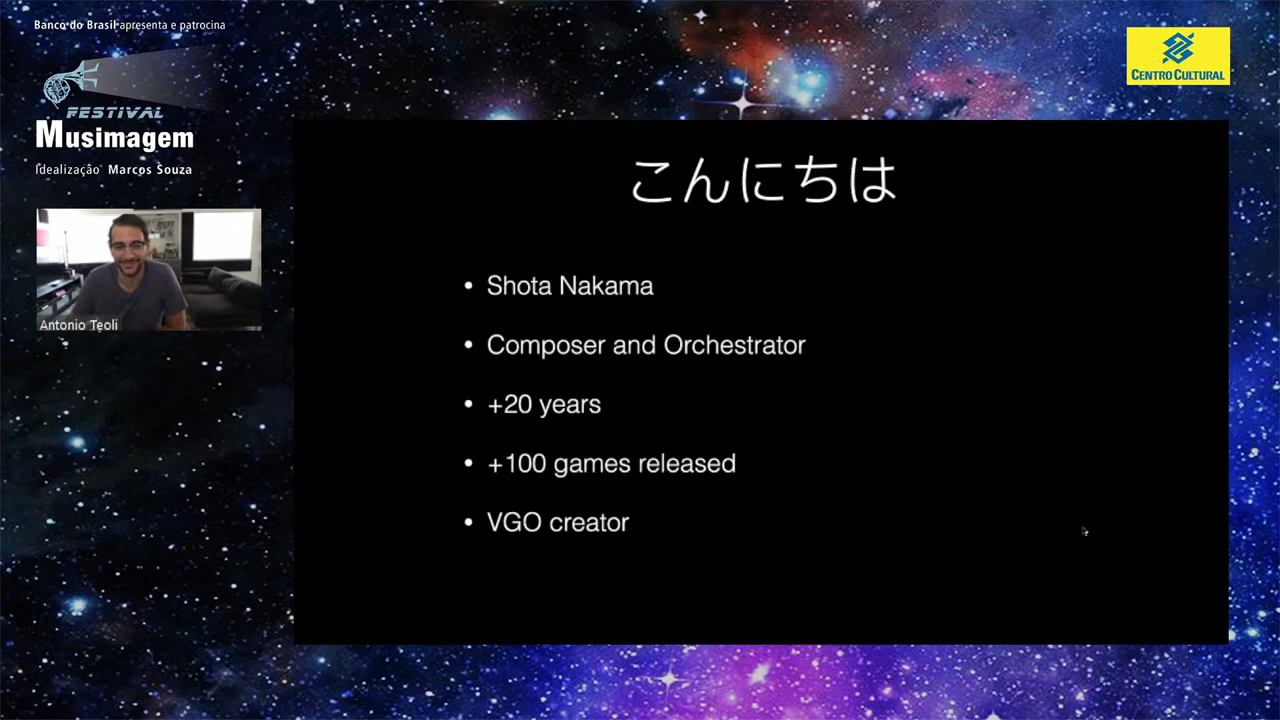 Banco do Brasil apresenta e patrocina
FESTIVAL
Musimagem
Idealização Marcos Souza
CENTRO CULTURAL
Antonio Teoli
こんにちは
• Shota Nakama
• Composer and Orchestrator
• +20 years
• +100 games released
• VGO creator